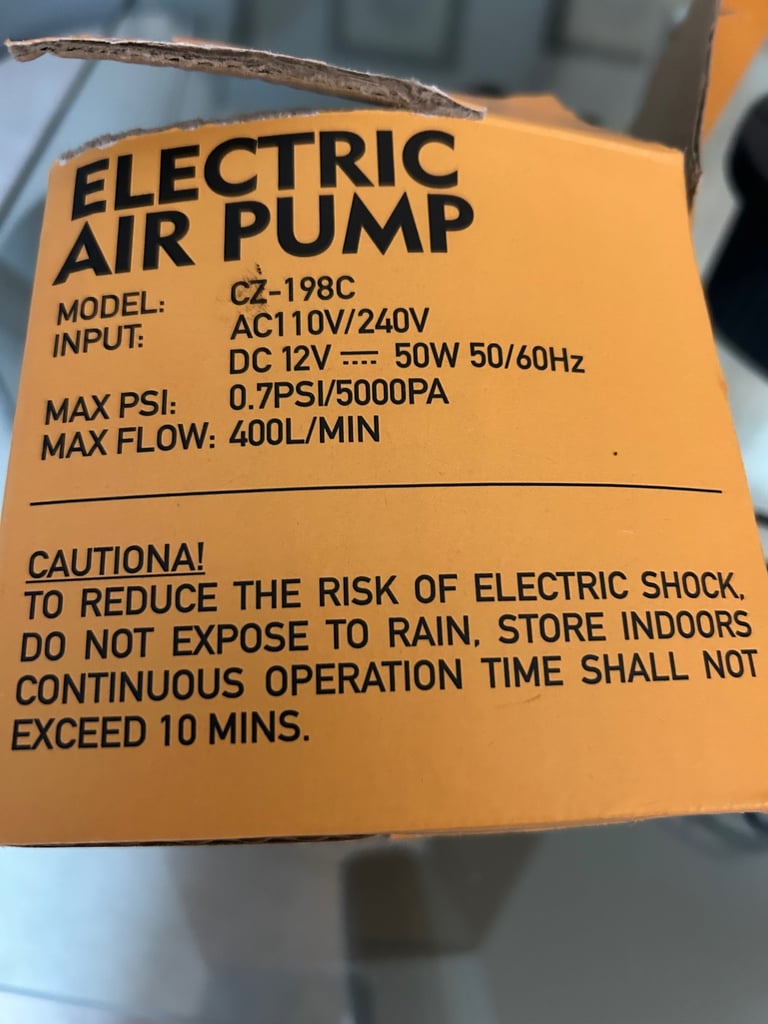 ELECTRIC
AIR PUMP
MODEL: CZ-198C
INPUT: AC110V/240V
DC 12V ⎓ 50W 50/60Hz
MAX PSI: 0.7PSI/5000PA
MAX FLOW: 400L/MIN
CAUTIONA!
TO REDUCE THE RISK OF ELECTRIC SHOCK,
DO NOT EXPOSE TO RAIN, STORE INDOORS
CONTINUOUS OPERATION TIME SHALL NOT
EXCEED 10 MINS.